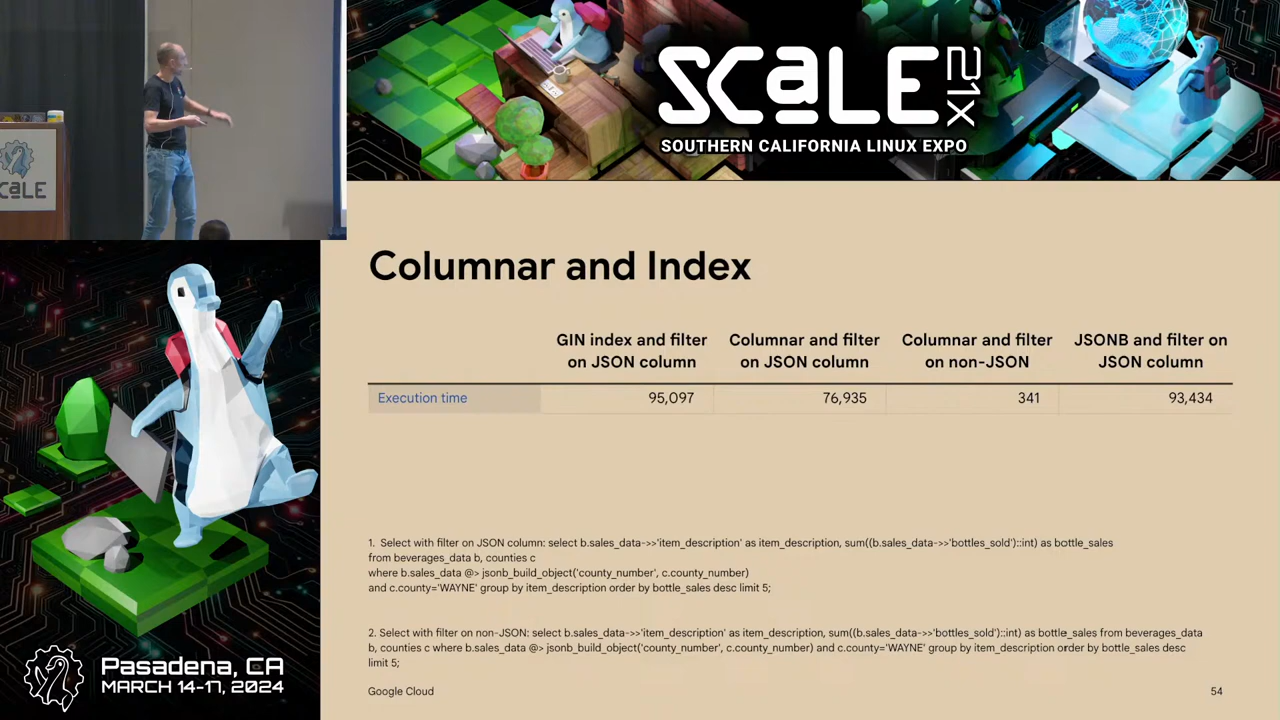 SCALE
SCaLE 21x
SOUTHERN CALIFORNIA LINUX EXPO
Columnar and Index
GIN index and filter on JSON column
Columnar and filter on JSON column
Columnar and filter on non-JSON
JSONB and filter on JSON column
Execution time 95,097 76,935 341 93,434
1. Select with filter on JSON column: select b.sales_data->>'item_description' as item_description, sum((b.sales_data->>'bottles_sold')::int) as bottle_sales
from beverages_data b, counties c
where b.sales_data @> jsonb_build_object('county_number', c.county_number)
and c.county='WAYNE' group by item_description order by bottle_sales desc limit 5;
2. Select with filter on non-JSON: select b.sales_data->>'item_description' as item_description, sum((b.sales_data->>'bottles_sold')::int) as bottle_sales from beverages_data
b, counties c where b.sales_data @> jsonb_build_object('county_number', c.county_number) and c.county='WAYNE' group by item_description order by bottle_sales desc
limit 5;
Google Cloud
54
Pasadena, CA
MARCH 14-17, 2024